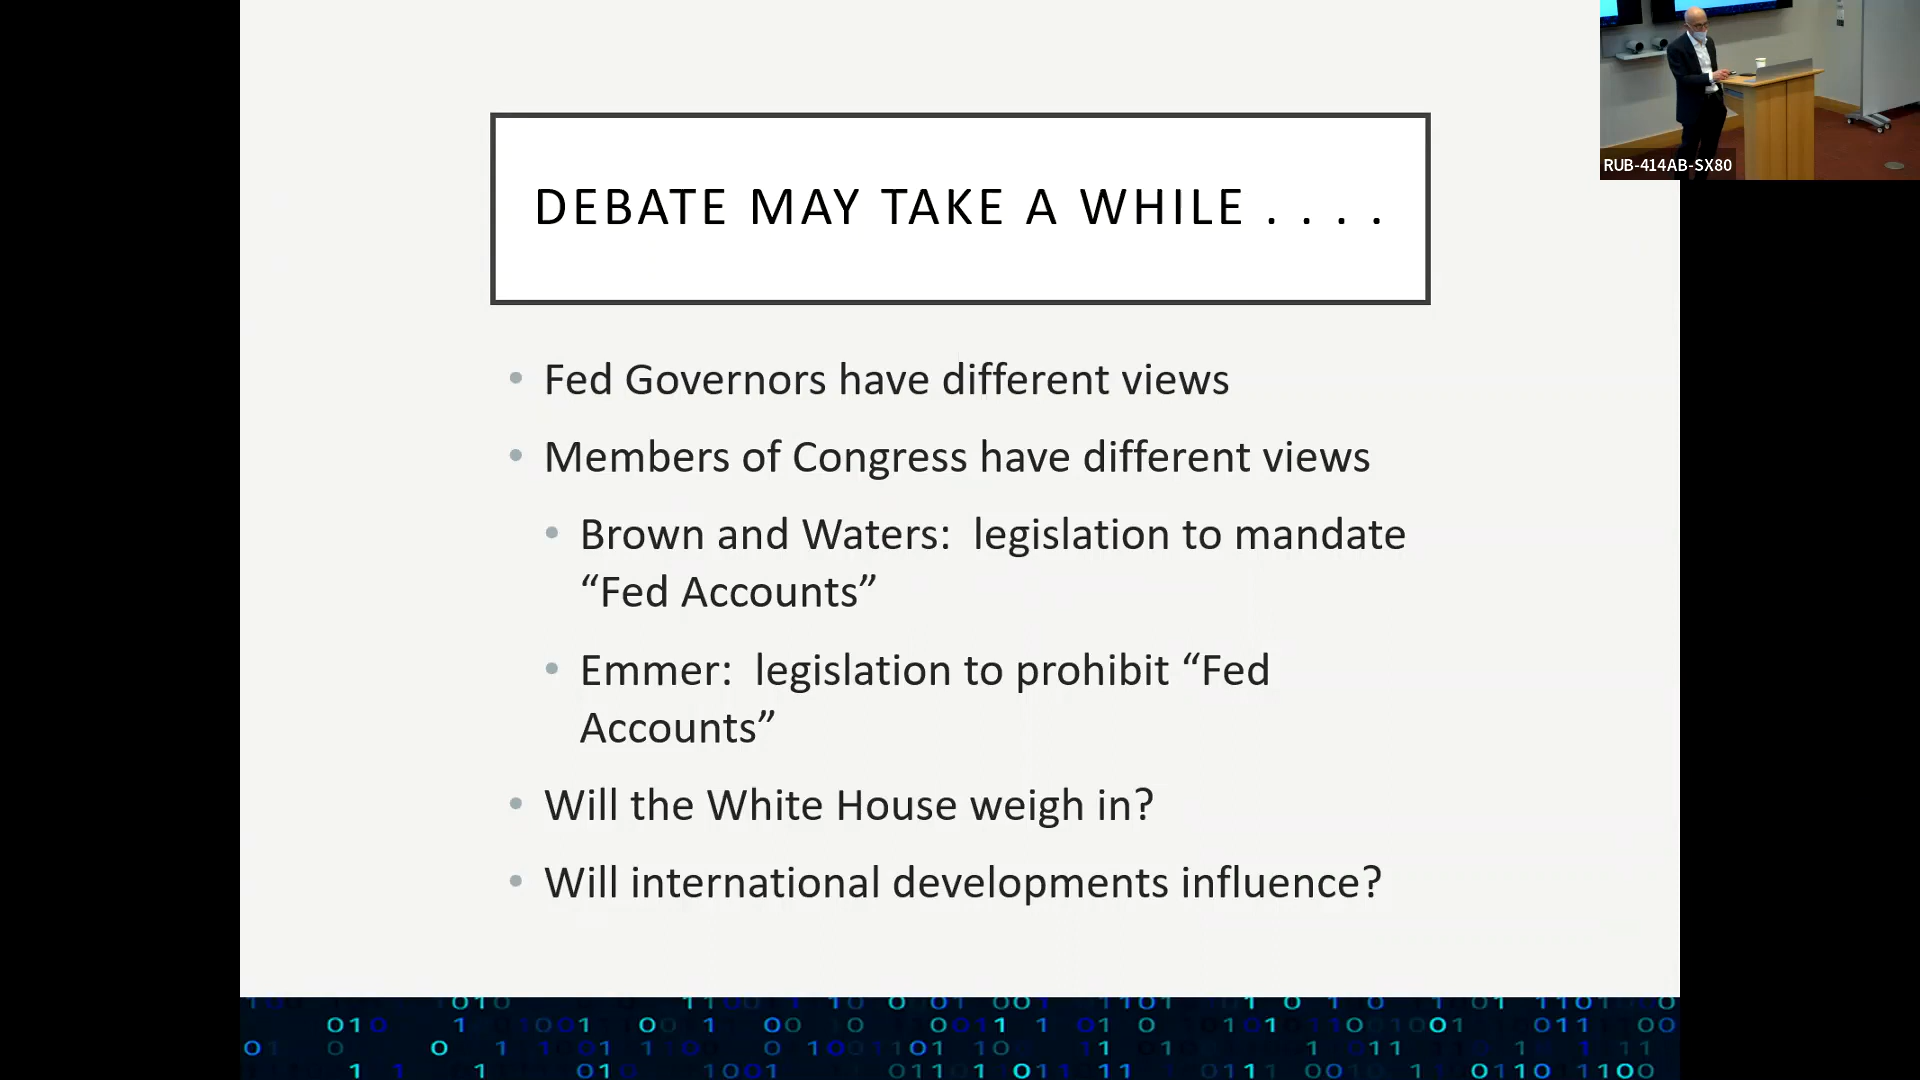 DEBATE MAY TAKE A WHILE . . . .
• Fed Governors have different views
• Members of Congress have different views
• Brown and Waters:  legislation to mandate
“Fed Accounts”
• Emmer:  legislation to prohibit “Fed
Accounts”
• Will the White House weigh in?
• Will international developments influence?
RUB-414AB-SX80